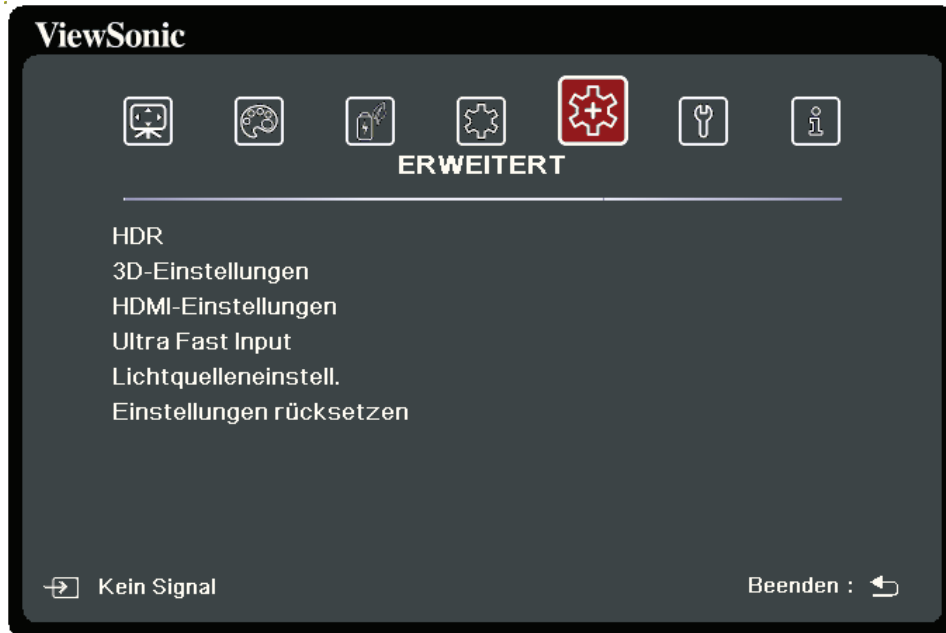 ViewSonic
ERWEITERT
HDR
3D-Einstellungen
HDMI-Einstellungen
Ultra Fast Input
Lichtquelleneinstell.
Einstellungen rücksetzen
Kein Signal
Beenden :